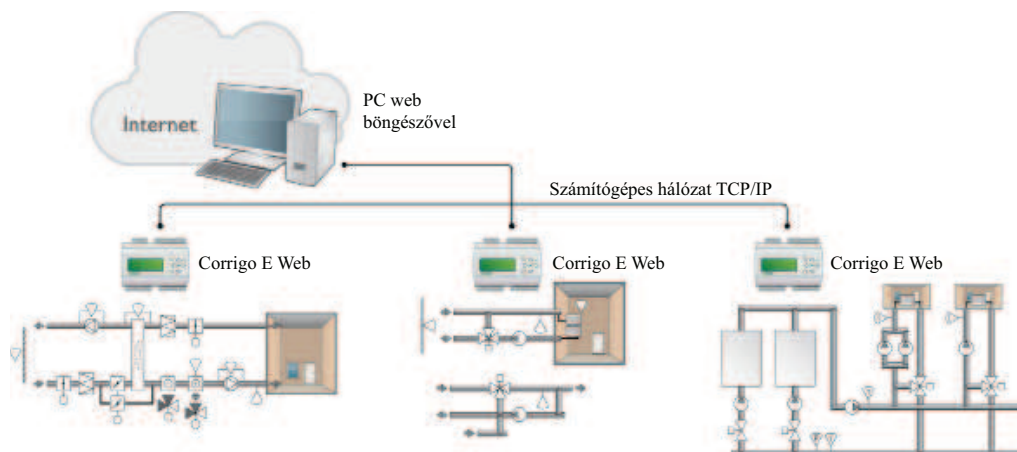 Internet
PC web
böngészővel
Számítógépes hálózat TCP/IP
Corrigo E Web
Corrigo E Web
Corrigo E Web